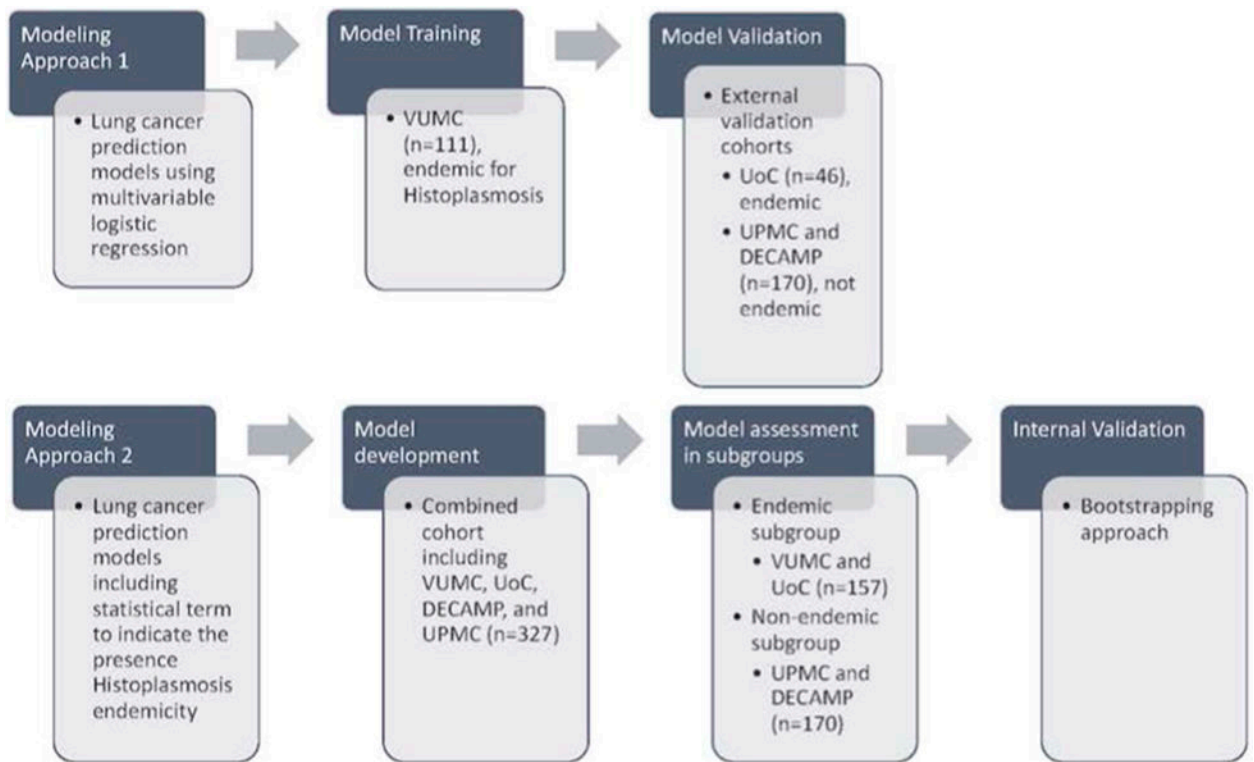 Modeling
Approach 1
• Lung cancer
prediction
models using
multivariable
logistic
regression
Model Training
• VUMC
(n=111),
endemic for
Histoplasmosis
Model Validation
• External
validation
cohorts
• UoC (n=46),
endemic
• UPMC and
DECAMP
(n=170), not
endemic
Modeling
Approach 2
• Lung cancer
prediction
models
including
statistical term
to indicate the
presence
Histoplasmosis
endemicity
Model
development
• Combined
cohort
including
VUMC, UoC,
DECAMP, and
UPMC (n=327)
Model assessment
in subgroups
• Endemic
subgroup
• VUMC and
UoC (n=157)
• Non-endemic
subgroup
• UPMC and
DECAMP
(n=170)
Internal Validation
• Bootstrapping
approach